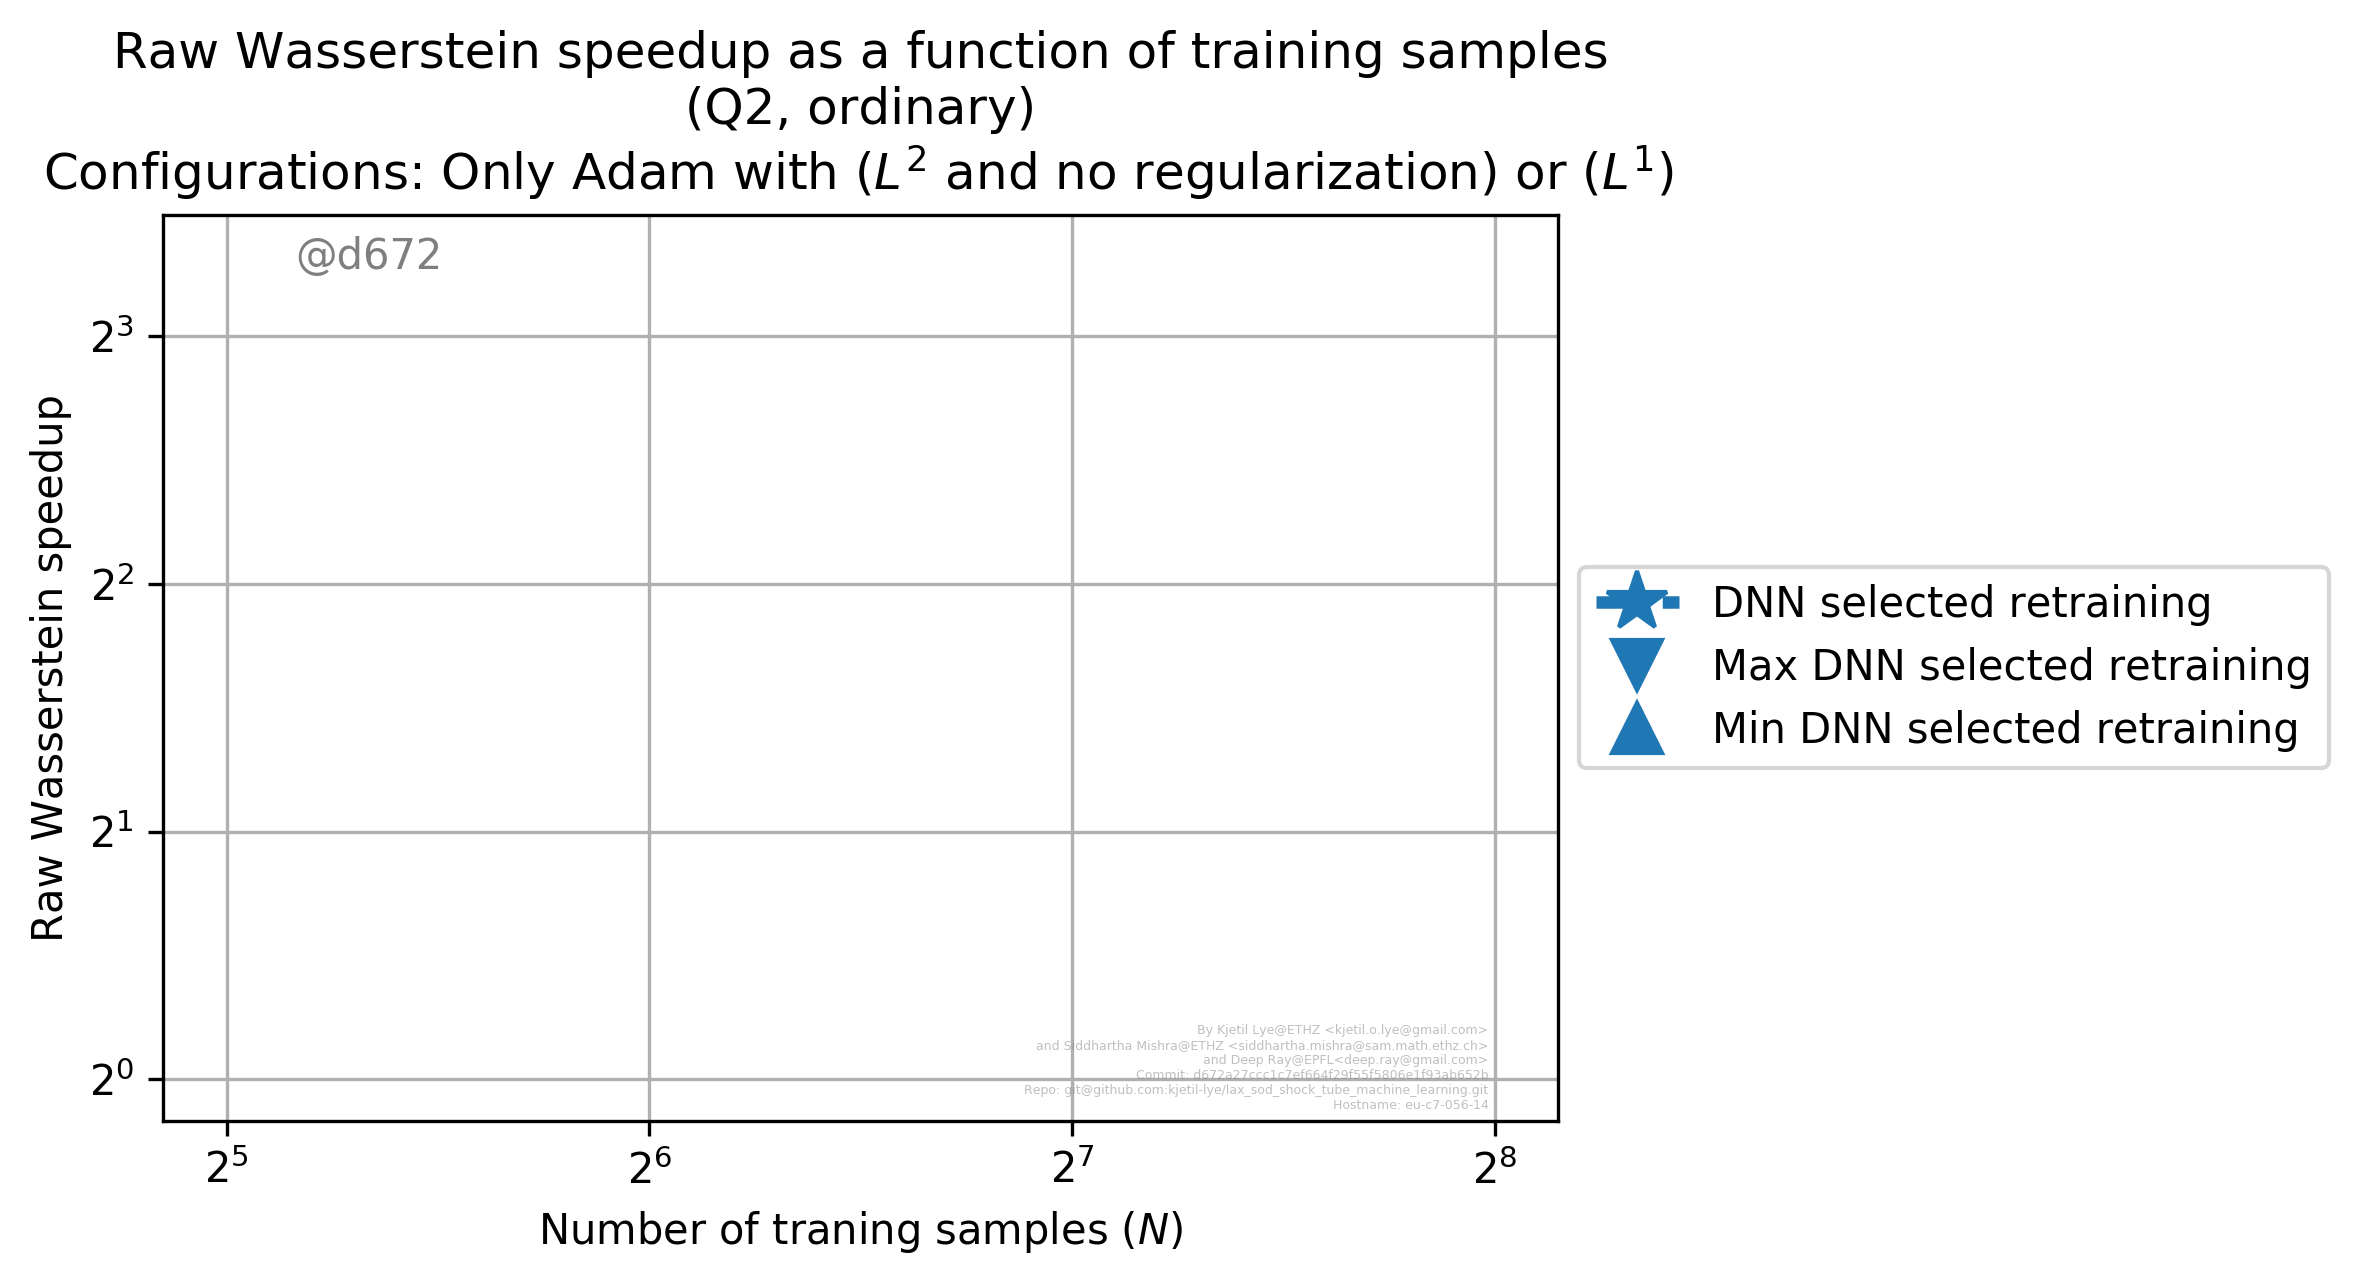 Raw Wasserstein speedup as a function of training samples
(Q2, ordinary)
Configurations: Only Adam with (L² and no regularization) or (L¹)
@d672
2³
2²
2¹
2⁰
Raw Wasserstein speedup
DNN selected retraining
Max DNN selected retraining
Min DNN selected retraining
By Kjetil Lye@ETHZ <kjetil.o.lye@gmail.com>
and Siddhartha Mishra@ETHZ <siddhartha.mishra@sam.math.ethz.ch>
and Deep Ray@EPFL<deep.ray@gmail.com>
Commit: d672a27ccc1c7ef664f29f55f5806e1f93ab652b
Repo: git@github.com:kjetil-lye/lax_sod_shock_tube_machine_learning.git
Hostname: eu-c7-056-14
2⁵ 2⁶ 2⁷ 2⁸
Number of traning samples (N)